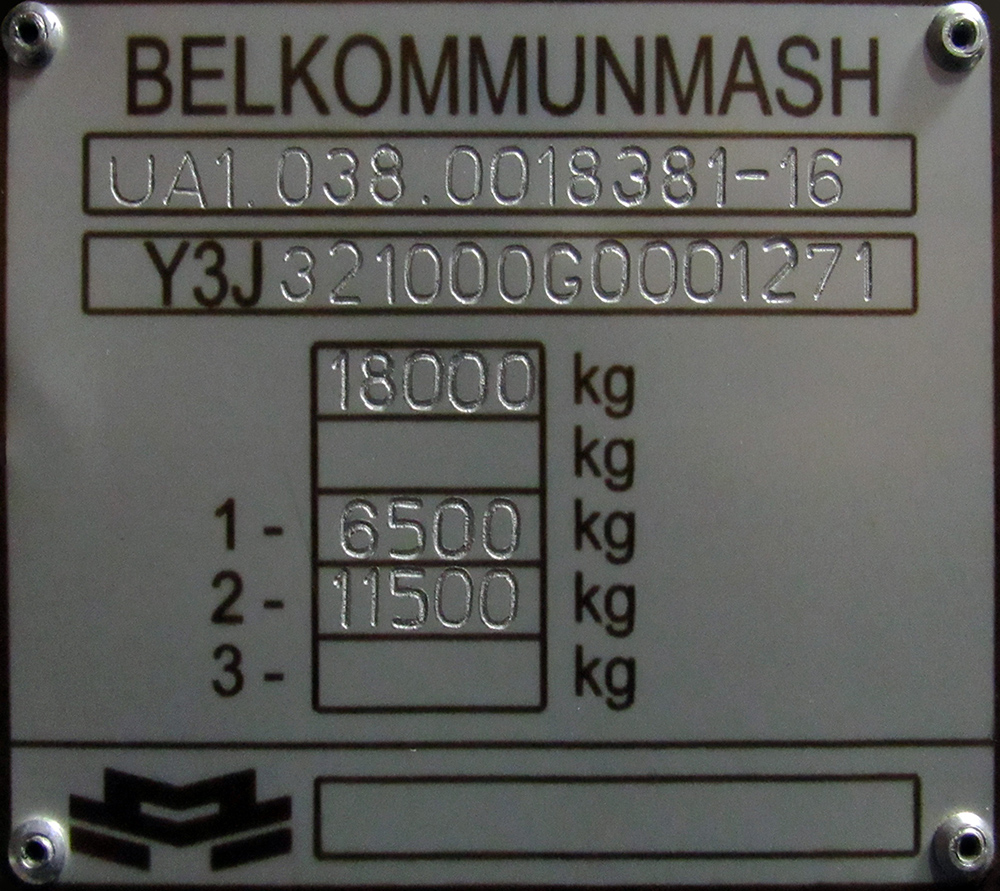 BELKOMMUNMASH
UA1.038.0018381-16
Y3J321000G0001271
18000 kg
kg
1 - 6500 kg
2 - 11500 kg
3 - kg